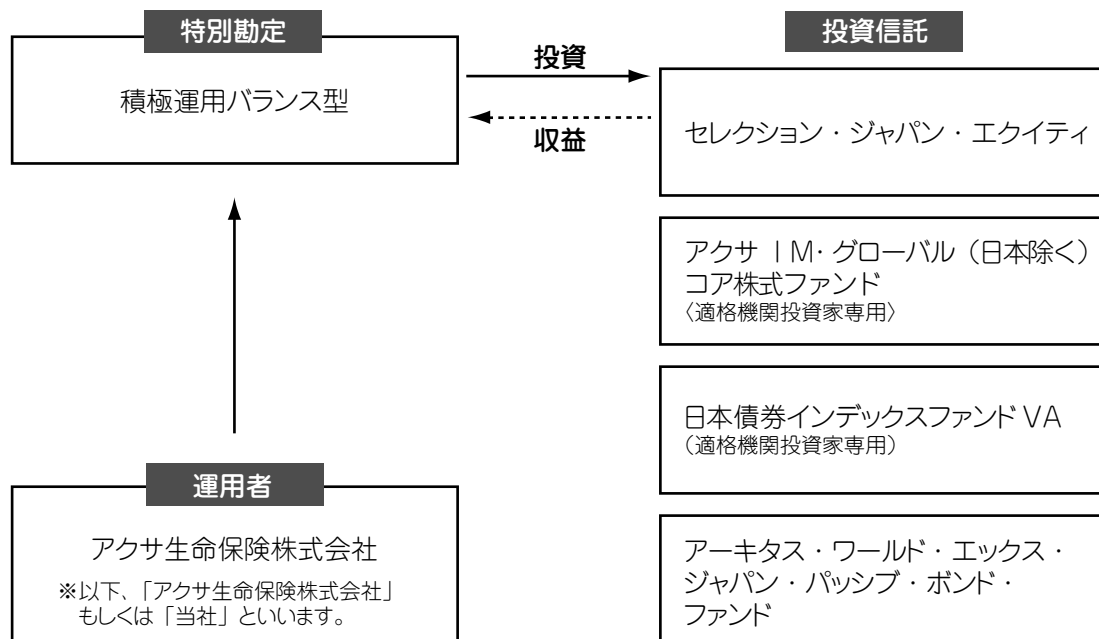 特別勘定
積極運用バランス型
投資
収益
運用者
アクサ生命保険株式会社
※以下、「アクサ生命保険株式会社」
もしくは「当社」といいます。
投資信託
セレクション・ジャパン・エクイティ
アクサ IM・グローバル（日本除く）
コア株式ファンド
〈適格機関投資家専用〉
日本債券インデックスファンドVA
（適格機関投資家専用）
アーキタス・ワールド・エックス・
ジャパン・パッシブ・ボンド・
ファンド